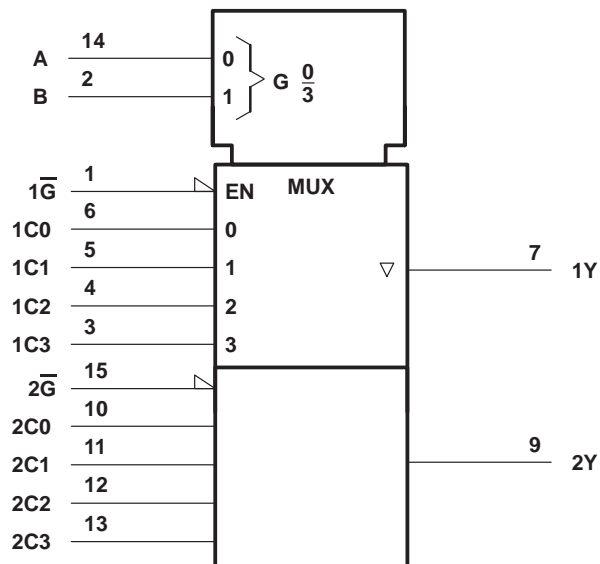 14
A 0
2 G 0/3
B 1
1 MUX
1G̅ EN
6
1C0 0
5 7
1C1 1 ▽ 1Y
4
1C2 2
3
1C3 3
15
2G̅
10
2C0
11 9
2C1 2Y
12
2C2
13
2C3